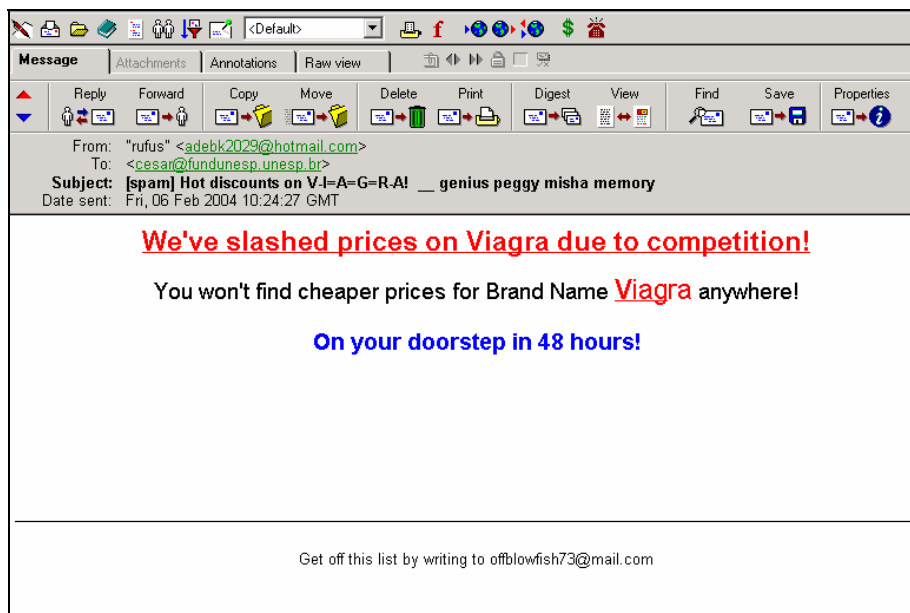 <Default>
Message Attachments Annotations Raw view
Reply Forward Copy Move Delete Print Digest View Find Save Properties
From: "rufus" <adebk2029@hotmail.com>
To: <cesar@fundunesp.unesp.br>
Subject: [spam] Hot discounts on V-I=A=G=R-A! __ genius peggy misha memory
Date sent: Fri, 06 Feb 2004 10:24:27 GMT
We've slashed prices on Viagra due to competition!
You won't find cheaper prices for Brand Name Viagra anywhere!
On your doorstep in 48 hours!
Get off this list by writing to offblowfish73@mail.com